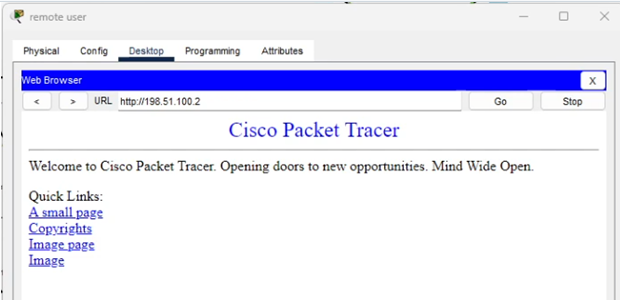 remote user
Physical Config Desktop Programming Attributes
Web Browser X
< > URL http://198.51.100.2 Go Stop
Cisco Packet Tracer
Welcome to Cisco Packet Tracer. Opening doors to new opportunities. Mind Wide Open.
Quick Links:
A small page
Copyrights
Image page
Image